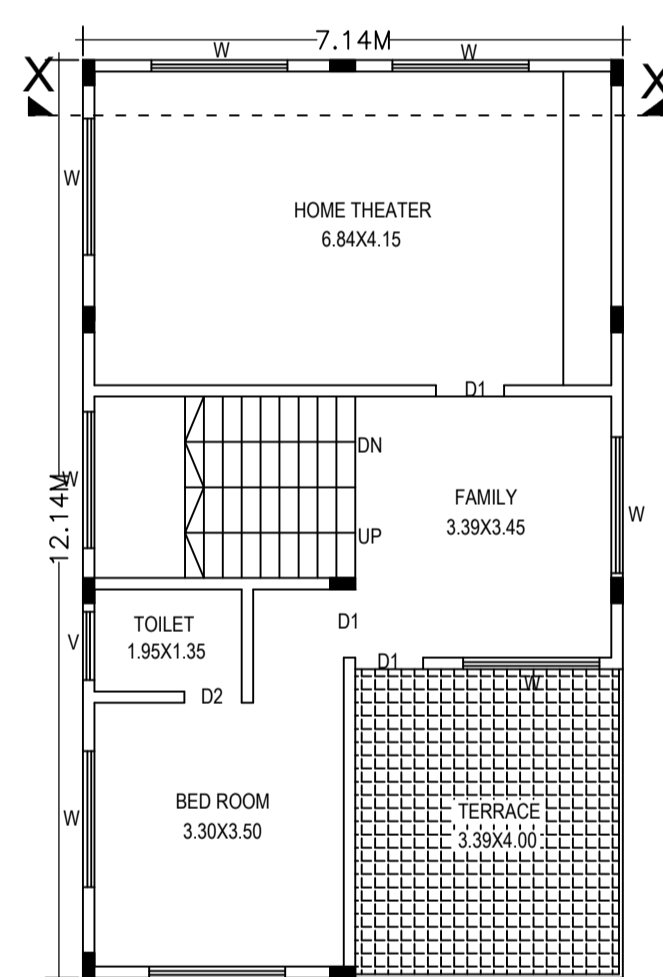 7.14M
W
W
X
X
W
HOME THEATER
6.84X4.15
D1
DN
W
12.14M
FAMILY
3.39X3.45
W
UP
TOILET
1.95X1.35
V
D1
D1
W
D2
BED ROOM
3.30X3.50
W
TERRACE
3.39X4.00